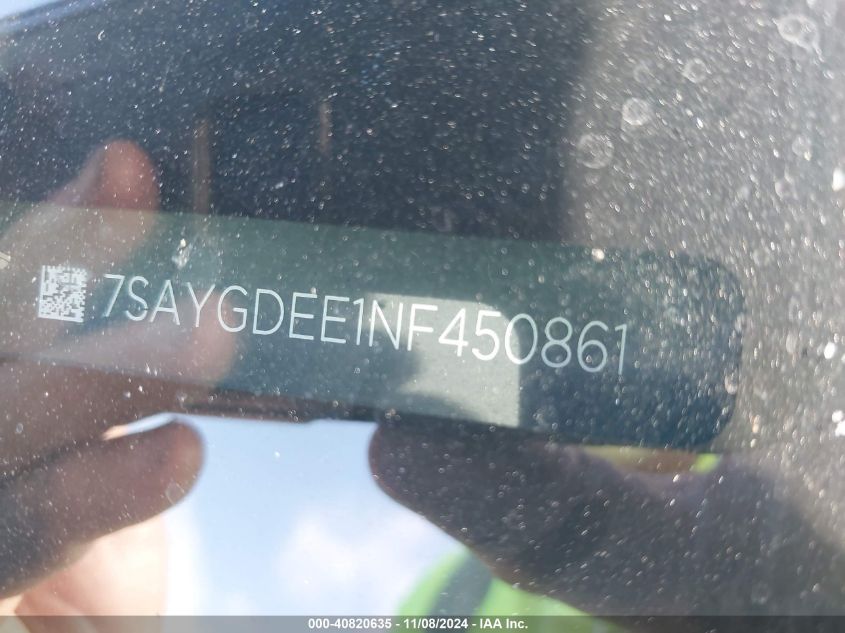 7SAYGDEE1NF450861
000-40820635 - 11/08/2024 - IAA Inc.